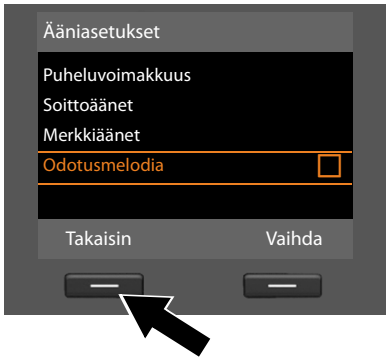 Ääniasetukset
Puheluvoimakkuus
Soittoäänet
Merkkiäänet
Odotusmelodia
Takaisin Vaihda